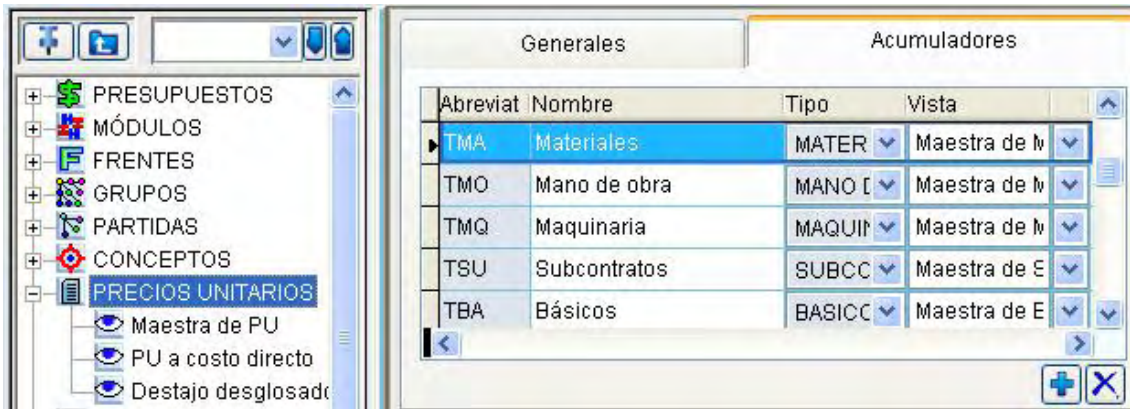 PRESUPUESTOS
MÓDULOS
FRENTES
GRUPOS
PARTIDAS
CONCEPTOS
PRECIOS UNITARIOS
Maestra de PU
PU a costo directo
Destajo desglosado
Generales Acumuladores
Abreviat Nombre Tipo Vista
TMA Materiales MATER Maestra de M
TMO Mano de obra MANO D Maestra de M
TMQ Maquinaria MAQUIN Maestra de M
TSU Subcontratos SUBCC Maestra de S
TBA Básicos BASICC Maestra de E